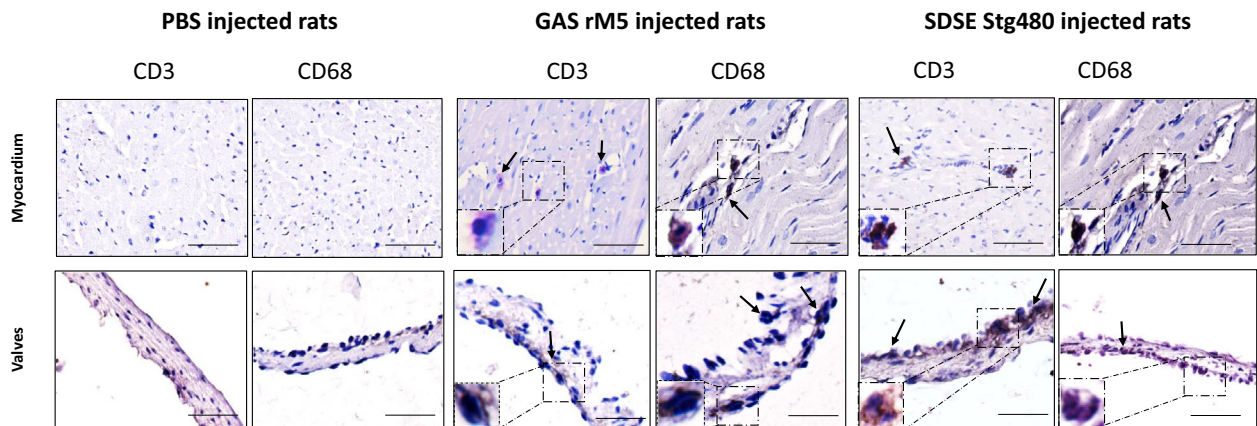 PBS injected rats GAS rM5 injected rats SDSE Stg480 injected rats
CD3 CD68 CD3 CD68 CD3 CD68
Myocardium
Valves